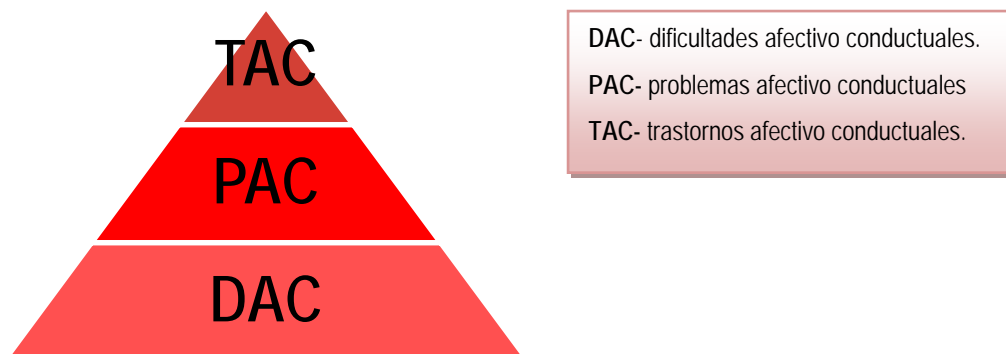 TAC
PAC
DAC
DAC- dificultades afectivo conductuales.
PAC- problemas afectivo conductuales
TAC- trastornos afectivo conductuales.